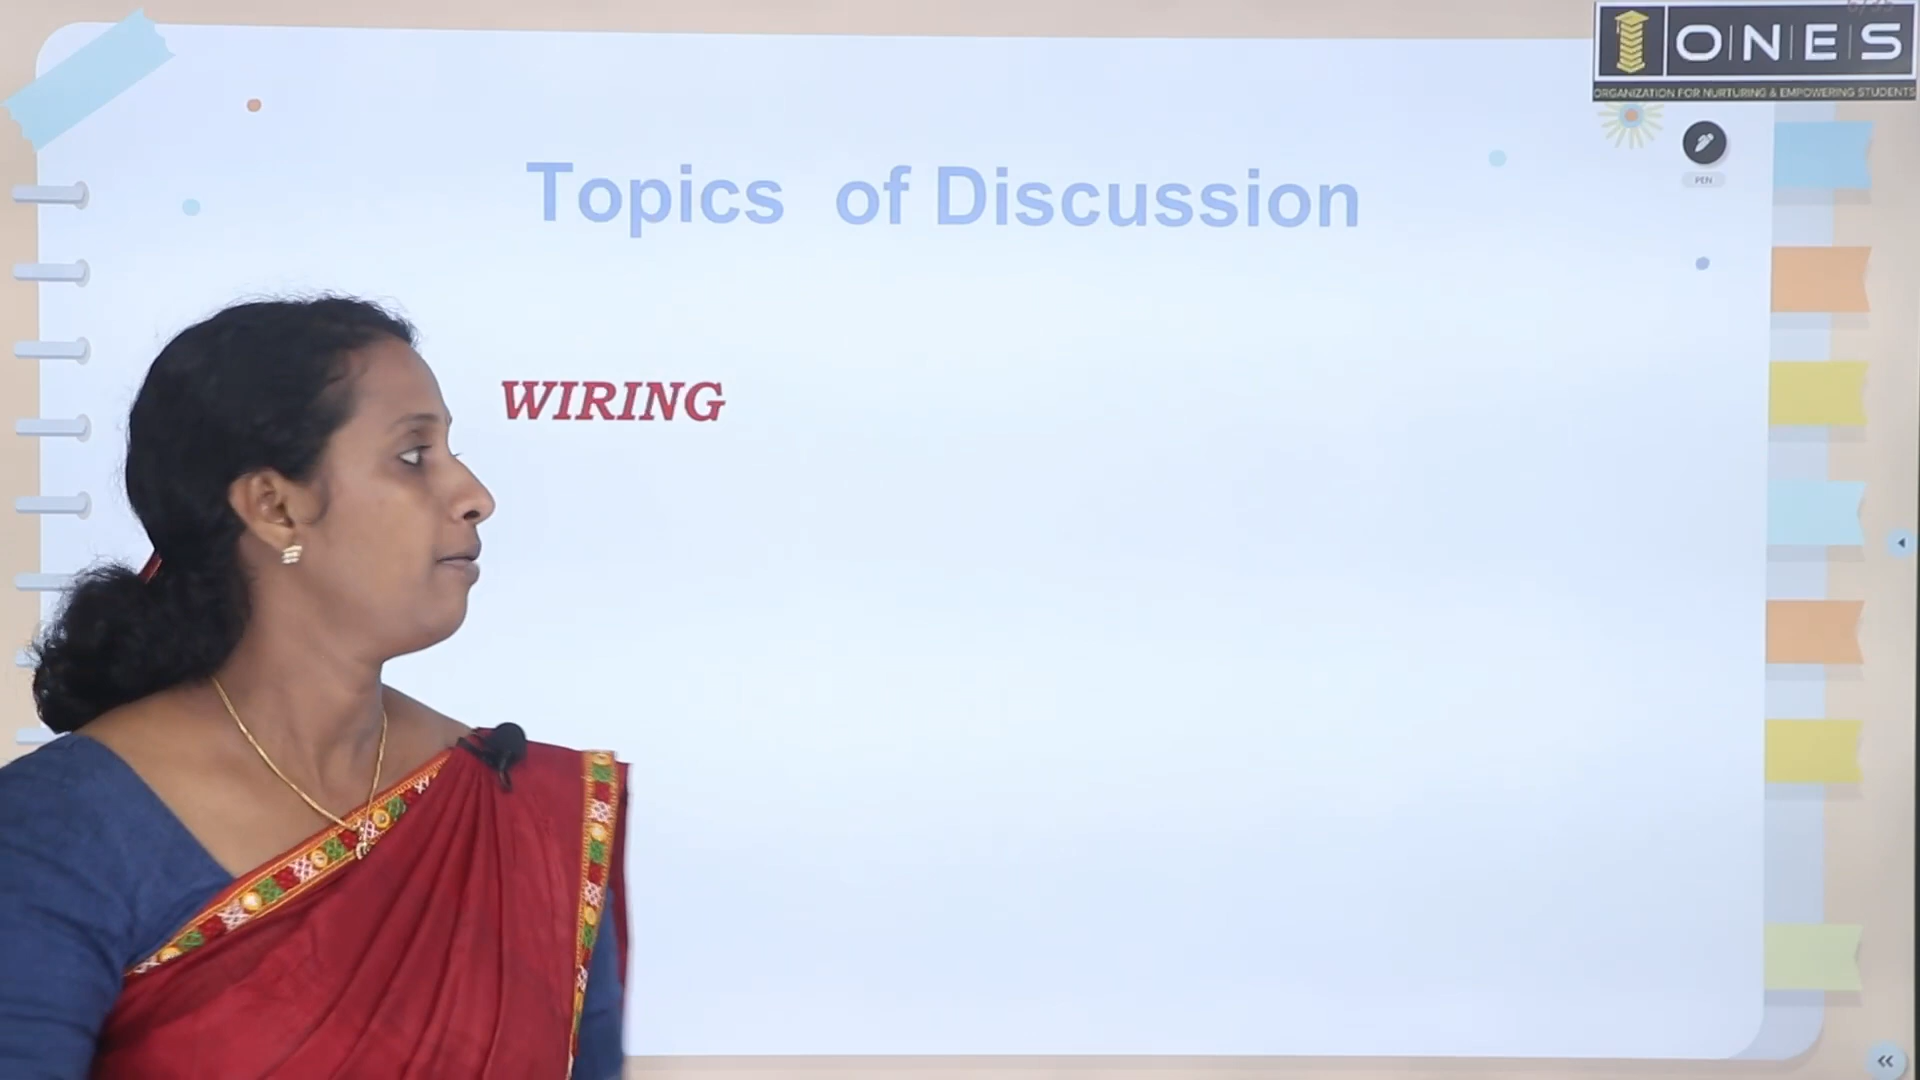 ONES
ORGANIZATION FOR NURTURING & EMPOWERING STUDENTS
PEN
Topics of Discussion
WIRING